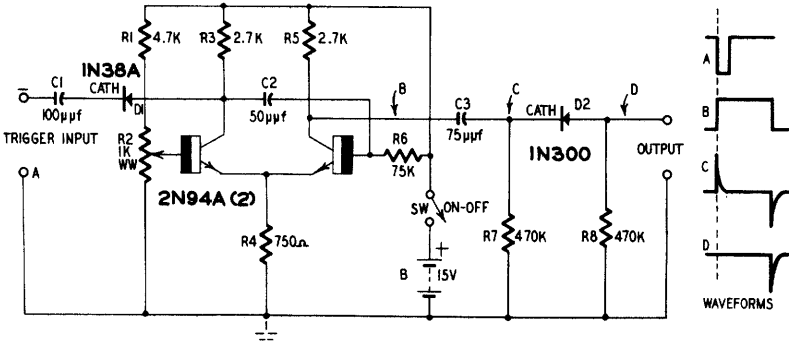 R1
4.7K
R3
2.7K
R5
2.7K
1N38A
C1
CATH
D1
100μμf
C2
50μμf
B
C
CATH
D2
D
C3
75μμf
1N300
TRIGGER INPUT
A
R2
1K
WW
R6
75K
2N94A (2)
SW
ON-OFF
R4
750Ω
B
+
15V
R7
470K
R8
470K
OUTPUT
A
B
C
D
WAVEFORMS